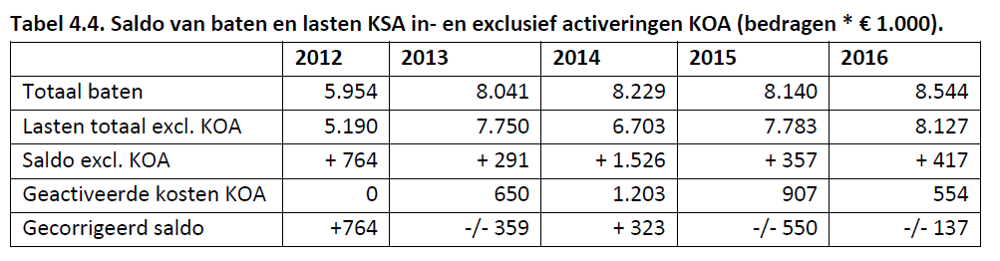 Tabel 4.4. Saldo van baten en lasten KSA in- en exclusief activeringen KOA (bedragen * € 1.000).
2012 2013 2014 2015 2016
Totaal baten 5.954 8.041 8.229 8.140 8.544
Lasten totaal excl. KOA 5.190 7.750 6.703 7.783 8.127
Saldo excl. KOA + 764 + 291 + 1.526 + 357 + 417
Geactiveerde kosten KOA 0 650 1.203 907 554
Gecorrigeerd saldo +764 -/- 359 + 323 -/- 550 -/- 137